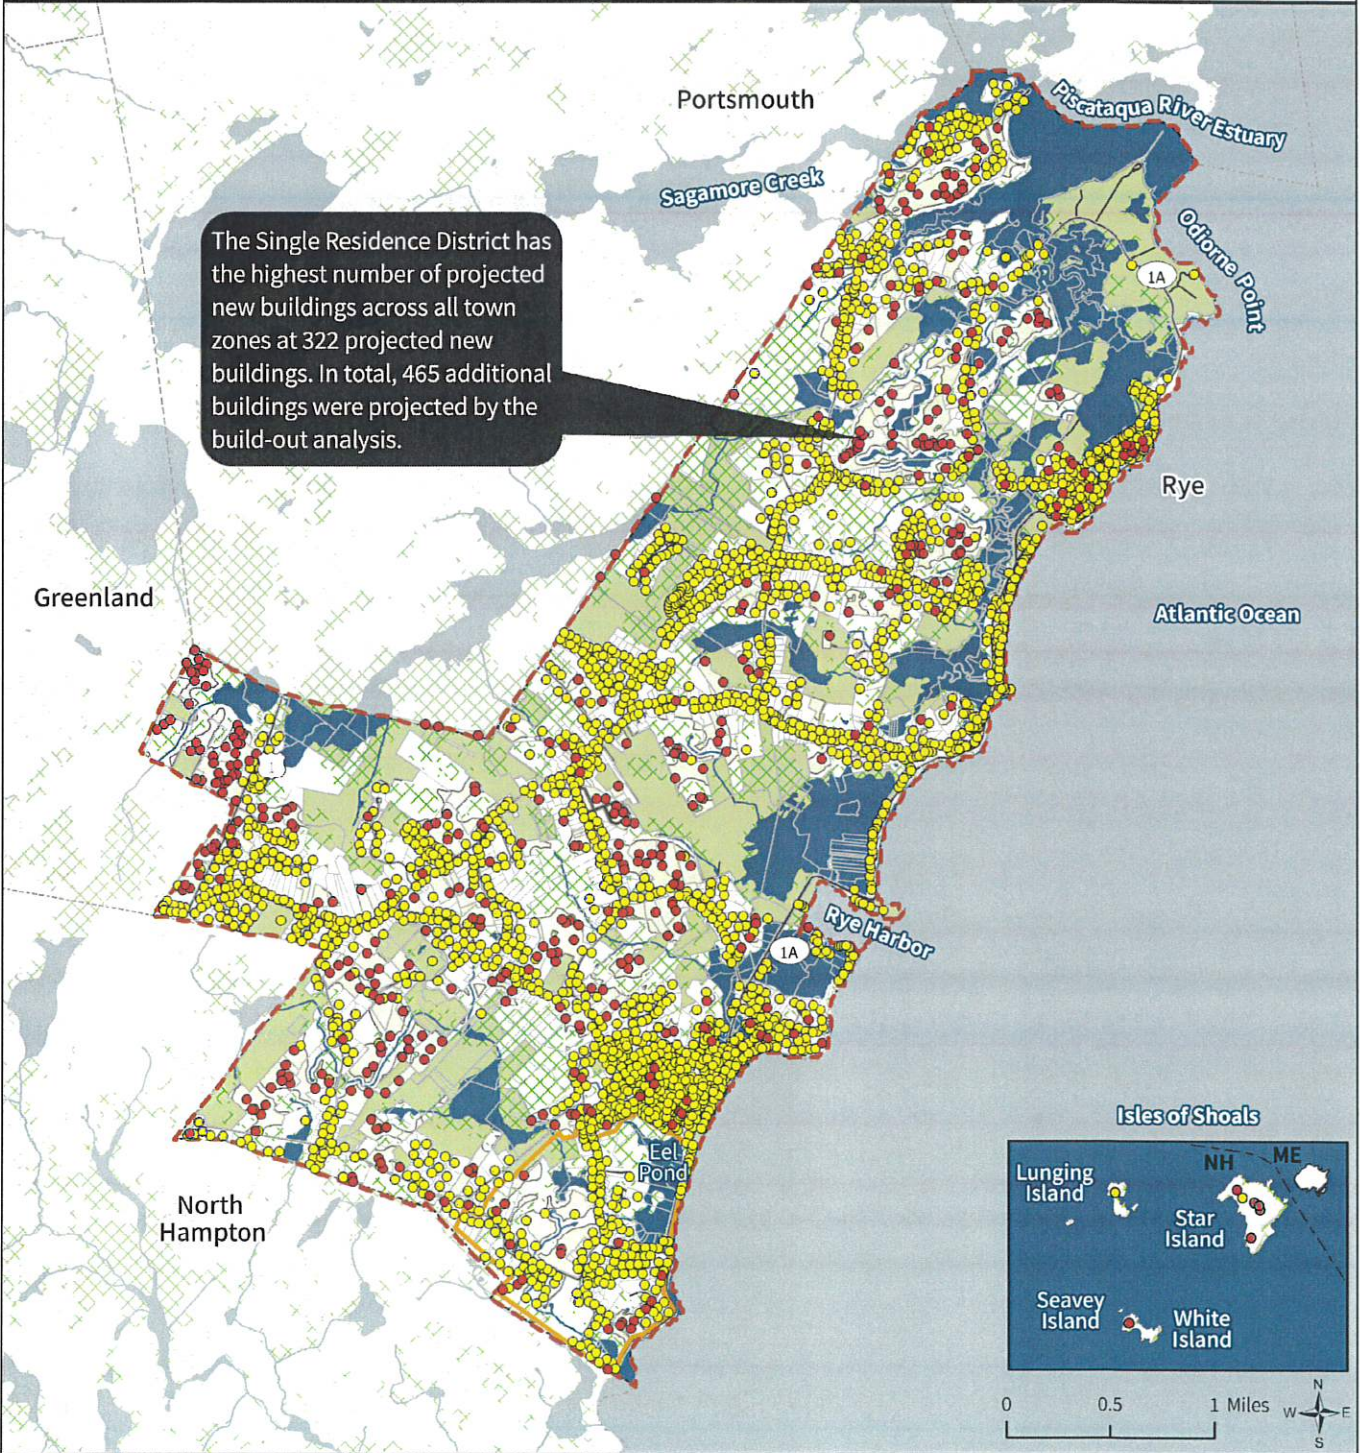 Portsmouth
Piscataqua River Estuary
Sagamore Creek
Odiorne Point
1A
The Single Residence District has
the highest number of projected
new buildings across all town
zones at 322 projected new
buildings. In total, 465 additional
buildings were projected by the
build-out analysis.
Rye
Greenland
Atlantic Ocean
1
Rye Harbor
1A
Isles of Shoals
Eel
Pond
NH
ME
Lunging
Island
Star
Island
North
Hampton
Seavey
Island
White
Island
0
0.5
1 Miles
N
W
E
S